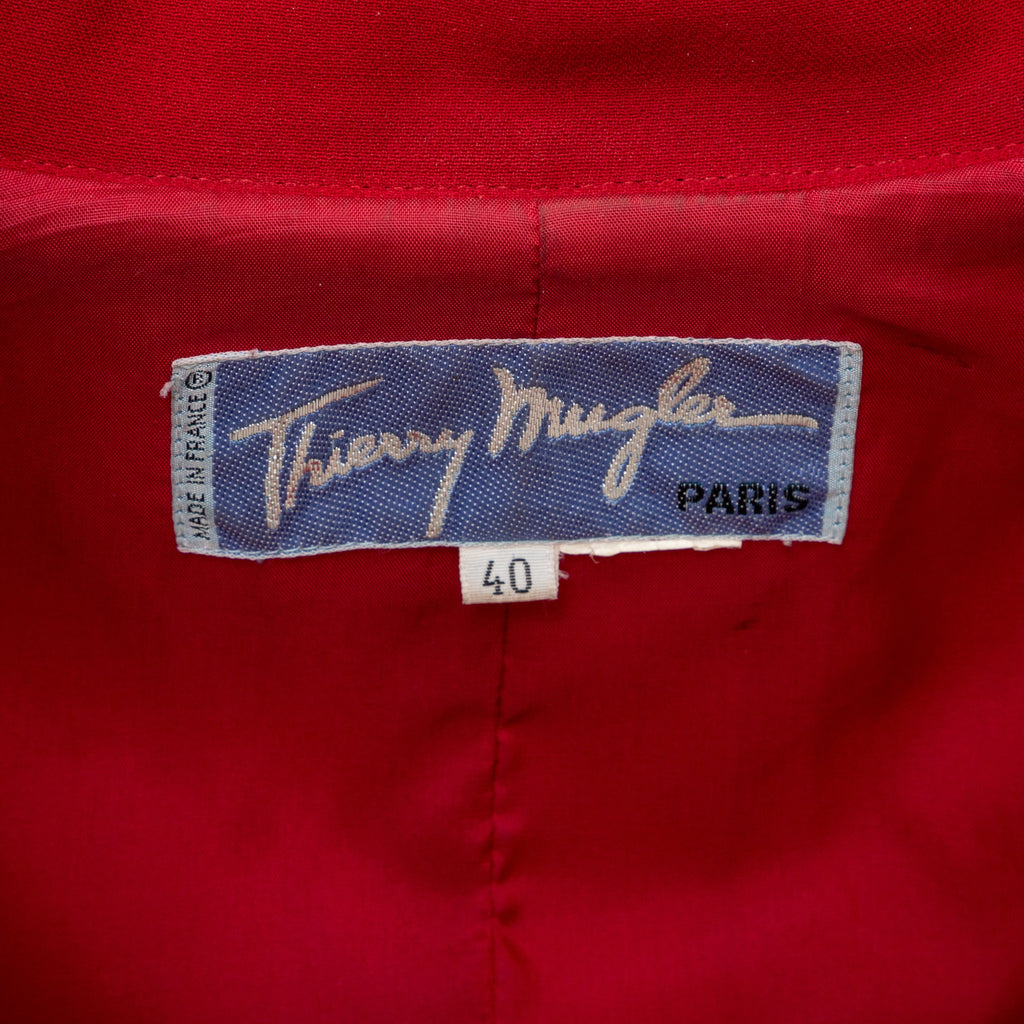 Thierry Mugler
PARIS
MADE IN FRANCE ®
40